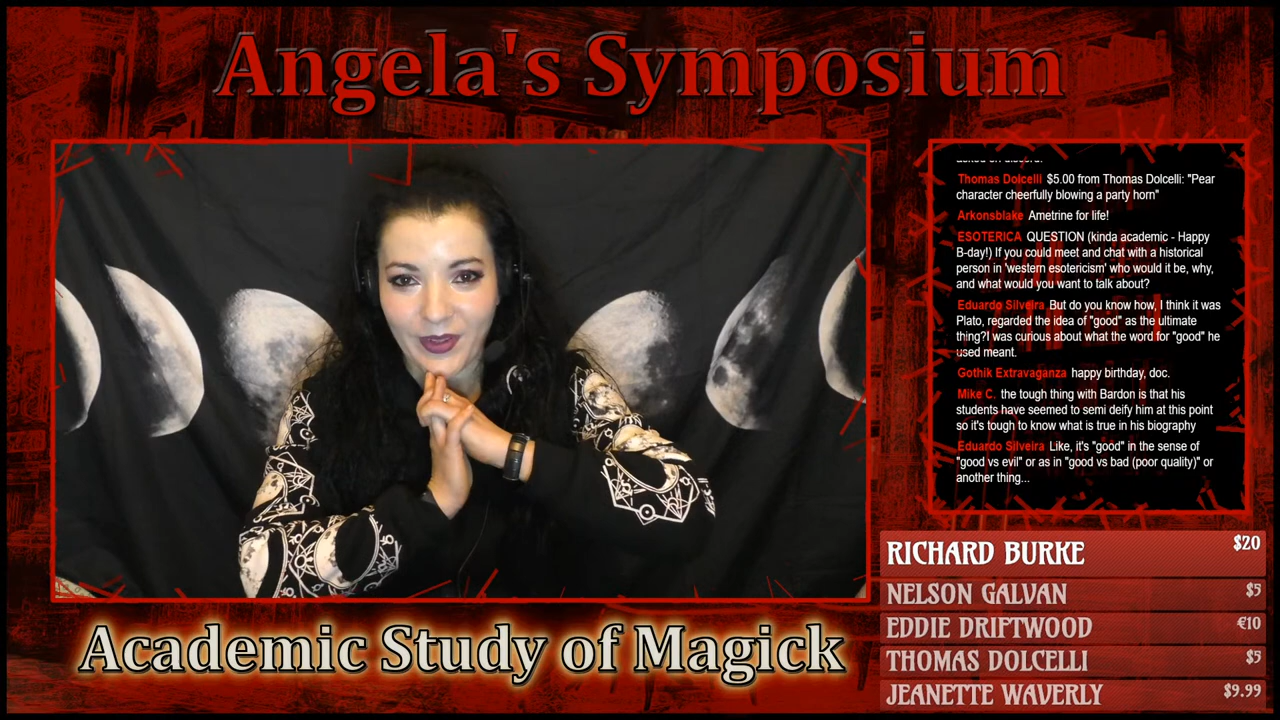 Angela's Symposium
asked on discord.
Thomas Dolcelli $5.00 from Thomas Dolcelli: "Pear
character cheerfully blowing a party horn"
Arkonsblake Ametrine for life!
ESOTERICA QUESTION (kinda academic - Happy
B-day!) If you could meet and chat with a historical
person in 'western esotericism' who would it be, why,
and what would you want to talk about?
Eduardo Silveira But do you know how, I think it was
Plato, regarded the idea of "good" as the ultimate
thing?I was curious about what the word for "good" he
used meant.
Gothik Extravaganza happy birthday, doc.
Mike C. the tough thing with Bardon is that his
students have seemed to semi deify him at this point
so it's tough to know what is true in his biography
Eduardo Silveira Like, it's "good" in the sense of
"good vs evil" or as in "good vs bad (poor quality)" or
another thing...
RICHARD BURKE $20
NELSON GALVAN $5
EDDIE DRIFTWOOD €10
THOMAS DOLCELLI $5
JEANETTE WAVERLY $9.99
Academic Study of Magick